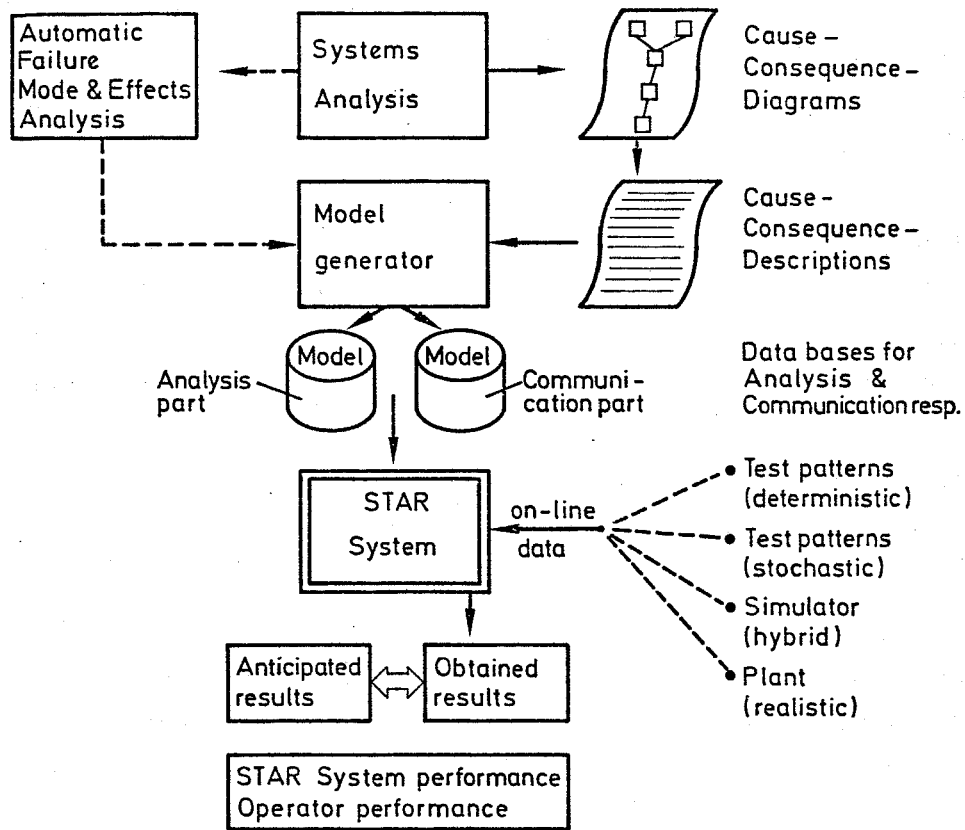 Automatic
Failure
Mode & Effects
Analysis
Systems
Analysis
Cause –
Consequence –
Diagrams
Model
generator
Cause –
Consequence –
Descriptions
Model
Model
Analysis
part
Communi-
cation part
Data bases for
Analysis &
Communication resp.
STAR
System
on-line
data
Test patterns
(deterministic)
Test patterns
(stochastic)
Simulator
(hybrid)
Plant
(realistic)
Anticipated
results
Obtained
results
STAR System performance
Operator performance